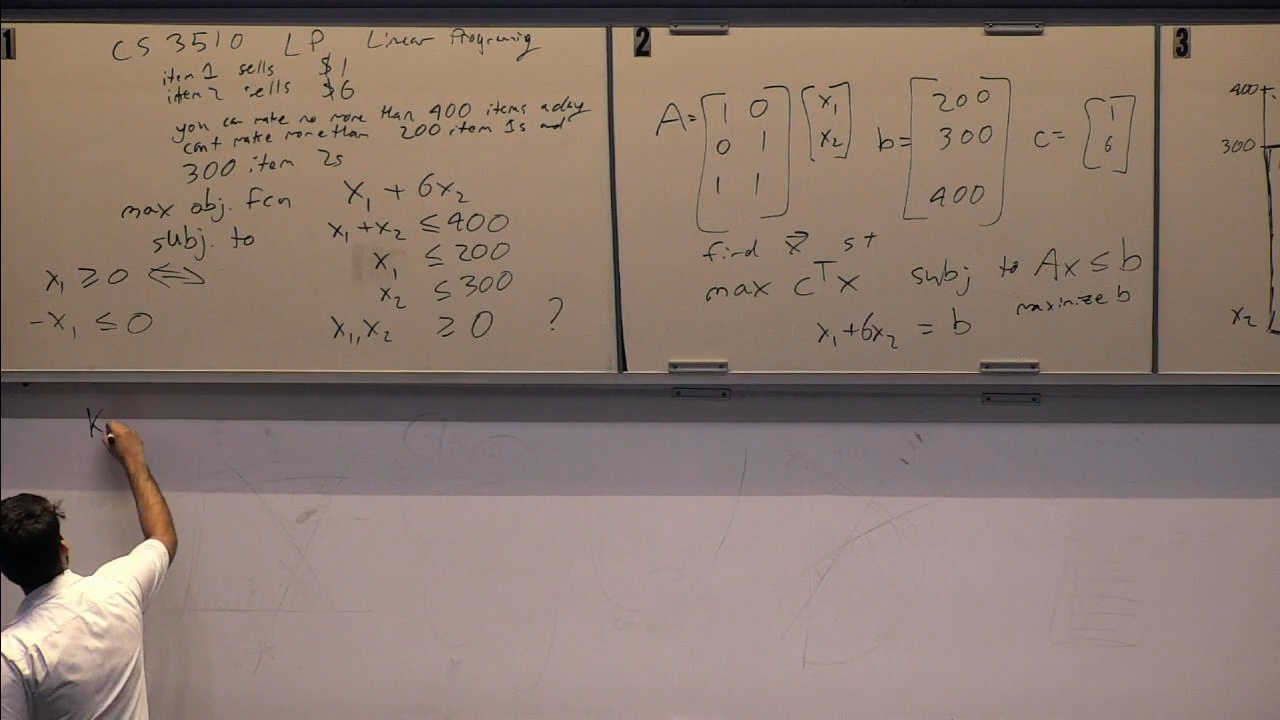 1
CS 3510 LP Linear Programing
item 1 sells $1
item 2 sells $6
you can make no more than 400 items a day
cant make more than 200 item 1s and
300 item 2s
max obj. fcn x₁ + 6x₂
subj. to x₁+x₂ ≤ 400
x₁ ≤ 200
x₂ ≤ 300
x₁,x₂ ≥ 0 ?
x₁ ≥ 0 ⟺
-x₁ ≤ 0
2
A= [1 0; 0 1; 1 1] [x₁; x₂] b= [200; 300; 400] c= [1; 6]
find x⃗ st
max cᵀx subj to Ax ≤ b
maximize b
x₁+6x₂ = b
3
400
300
x₂
K